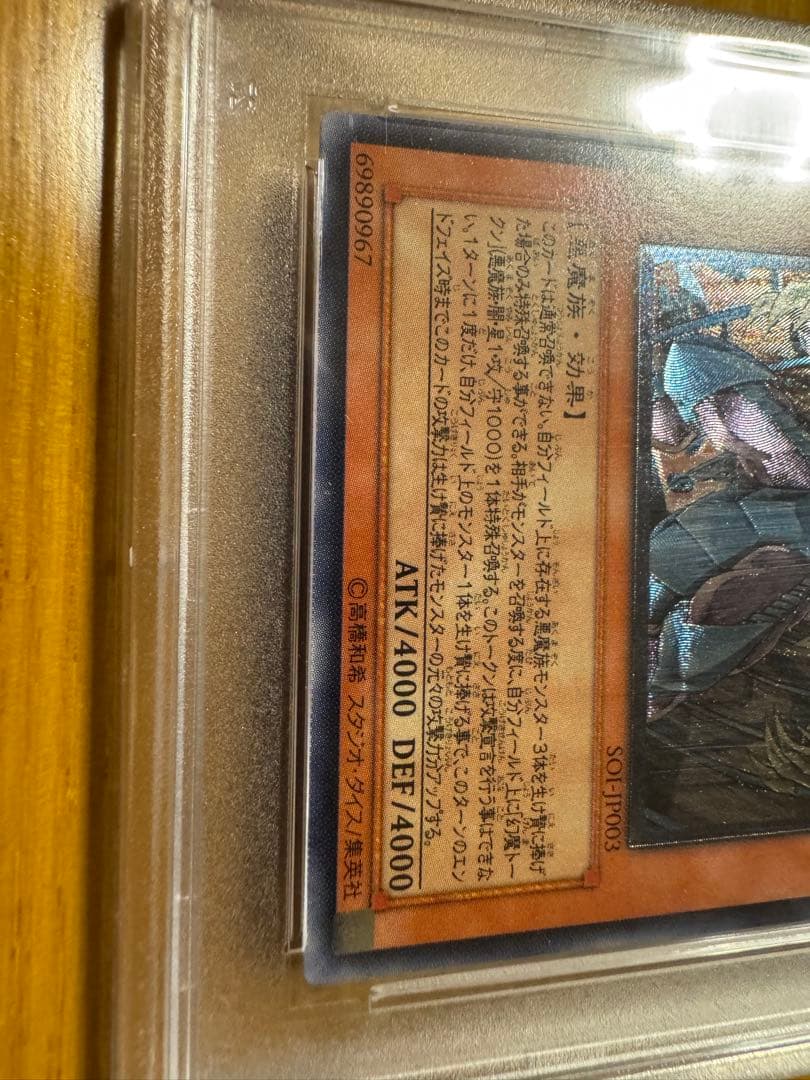 SOI-JP003
【悪魔族・効果】
このカードは通常召喚できない。自分フィールド上に存在する悪魔族モンスター3体を生け贄に捧げ
た場合のみ特殊召喚する事ができる。相手がモンスターを召喚する度に、自分フィールド上に「幻魔トー
クン」(悪魔族・闇・星1・攻/守1000)を1体特殊召喚する。このトークンは攻撃宣言を行う事はできな
い。1ターンに1度だけ、自分フィールド上のモンスター1体を生け贄に捧げる事で、このターンのエン
ドフェイズ時までこのカードの攻撃力は生け贄に捧げたモンスターの元々の攻撃力分アップする。
ATK/4000 DEF/4000
69890967
©高橋和希 スタジオ・ダイス/集英社